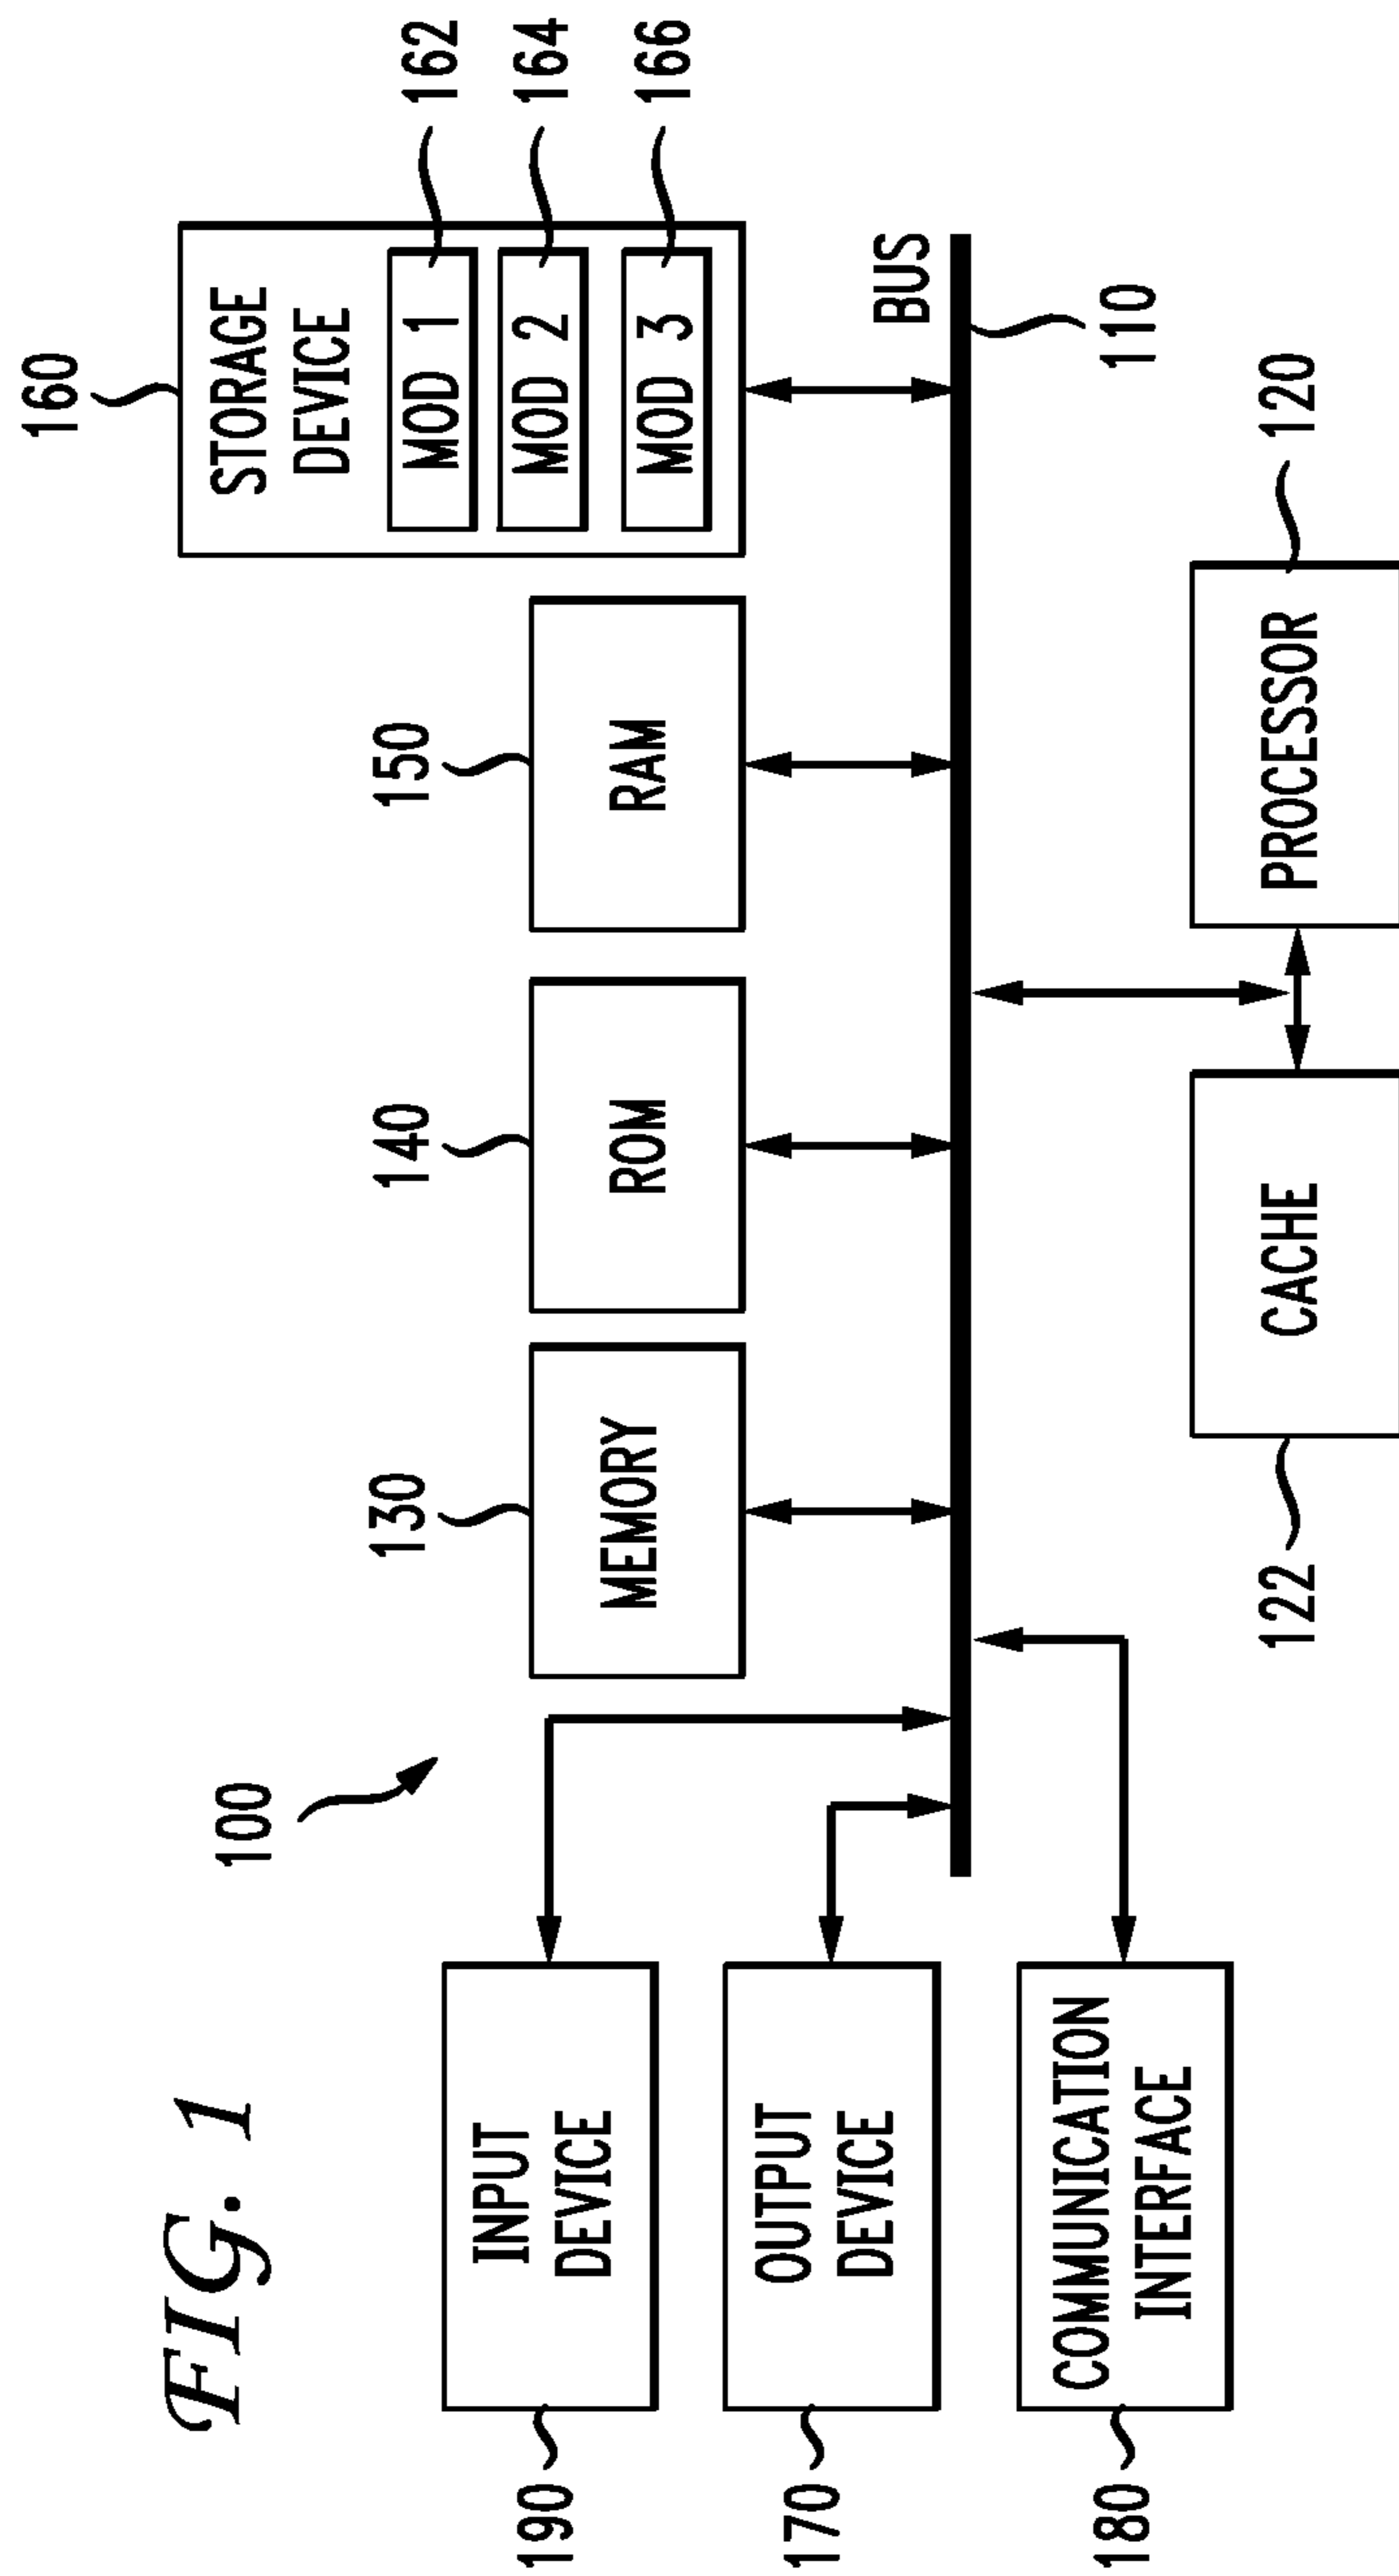 FIG. 1
160
STORAGE
DEVICE
MOD 1
162
MOD 2
164
MOD 3
166
100
130
140
150
MEMORY
ROM
RAM
190
INPUT
DEVICE
170
OUTPUT
DEVICE
BUS
110
180
COMMUNICATION
INTERFACE
122
CACHE
PROCESSOR
120